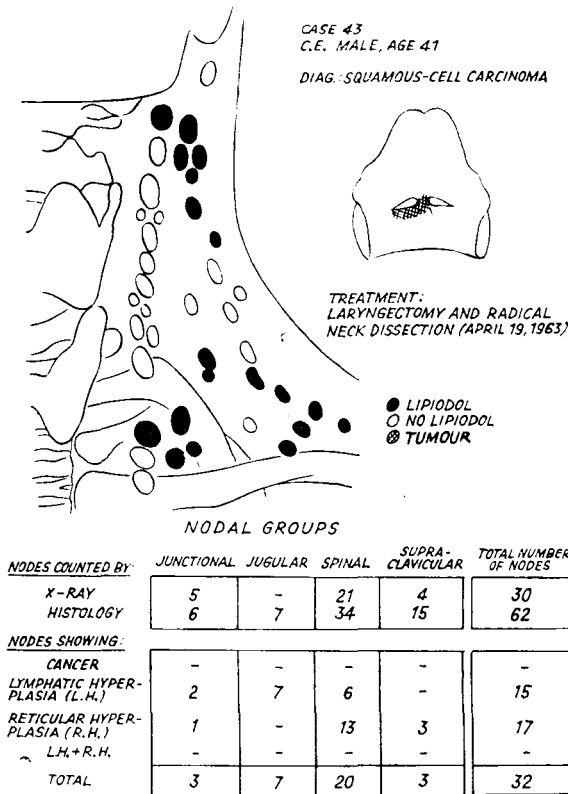 CASE 43
C.E. MALE, AGE 41
DIAG.: SQUAMOUS-CELL CARCINOMA
TREATMENT:
LARYNGECTOMY AND RADICAL
NECK DISSECTION (APRIL 19, 1963)
LIPIODOL
NO LIPIODOL
TUMOUR
NODAL GROUPS
NODES COUNTED BY: JUNCTIONAL JUGULAR SPINAL SUPRA-CLAVICULAR TOTAL NUMBER OF NODES
X-RAY 5 - 21 4 30
HISTOLOGY 6 7 34 15 62
NODES SHOWING:
CANCER - - - - -
LYMPHATIC HYPER-
PLASIA (L.H.) 2 7 6 - 15
RETICULAR HYPER-
PLASIA (R.H.) 1 - 13 3 17
L.H.+R.H. - - - - -
TOTAL 3 7 20 3 32